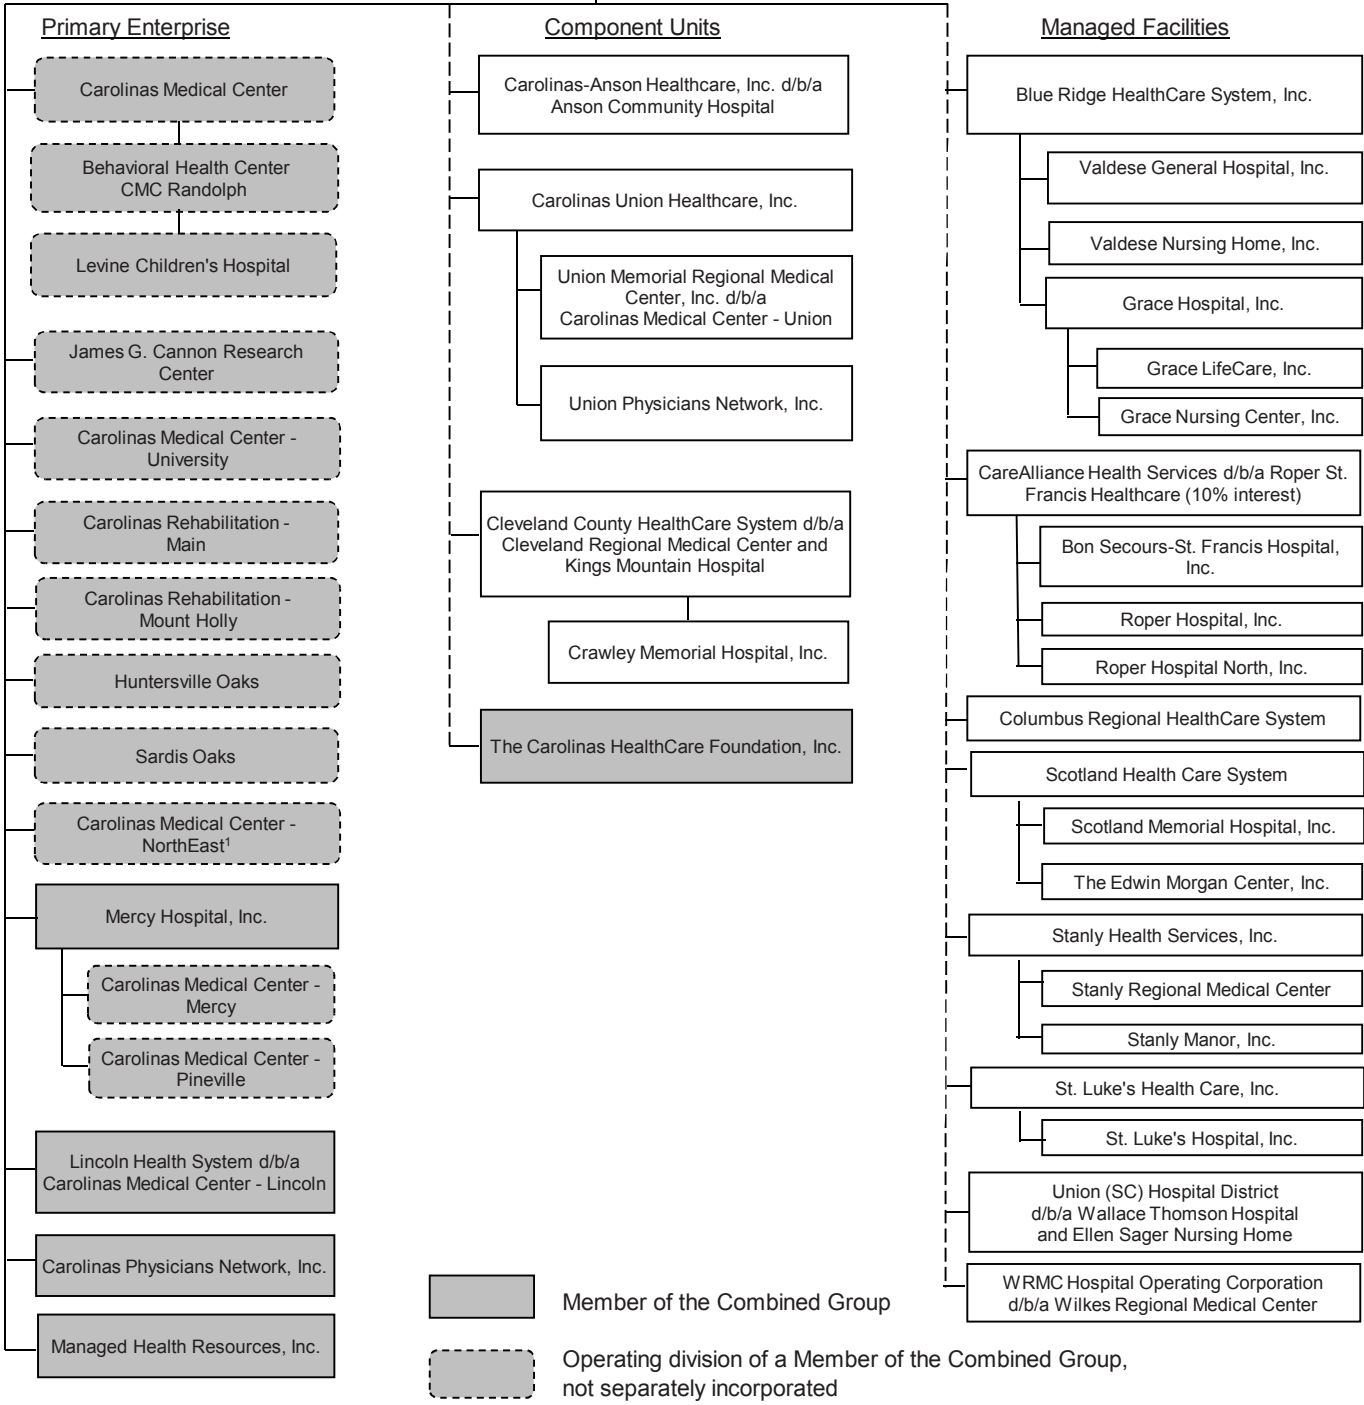 Primary Enterprise
Carolinas Medical Center
Behavioral Health Center
CMC Randolph
Levine Children's Hospital
James G. Cannon Research
Center
Carolinas Medical Center -
University
Carolinas Rehabilitation -
Main
Carolinas Rehabilitation -
Mount Holly
Huntersville Oaks
Sardis Oaks
Carolinas Medical Center -
NorthEast¹
Mercy Hospital, Inc.
Carolinas Medical Center -
Mercy
Carolinas Medical Center -
Pineville
Lincoln Health System d/b/a
Carolinas Medical Center - Lincoln
Carolinas Physicians Network, Inc.
Managed Health Resources, Inc.
Component Units
Carolinas-Anson Healthcare, Inc. d/b/a
Anson Community Hospital
Carolinas Union Healthcare, Inc.
Union Memorial Regional Medical
Center, Inc. d/b/a
Carolinas Medical Center - Union
Union Physicians Network, Inc.
Cleveland County HealthCare System d/b/a
Cleveland Regional Medical Center and
Kings Mountain Hospital
Crawley Memorial Hospital, Inc.
The Carolinas HealthCare Foundation, Inc.
Managed Facilities
Blue Ridge HealthCare System, Inc.
Valdese General Hospital, Inc.
Valdese Nursing Home, Inc.
Grace Hospital, Inc.
Grace LifeCare, Inc.
Grace Nursing Center, Inc.
CareAlliance Health Services d/b/a Roper St.
Francis Healthcare (10% interest)
Bon Secours-St. Francis Hospital,
Inc.
Roper Hospital, Inc.
Roper Hospital North, Inc.
Columbus Regional HealthCare System
Scotland Health Care System
Scotland Memorial Hospital, Inc.
The Edwin Morgan Center, Inc.
Stanly Health Services, Inc.
Stanly Regional Medical Center
Stanly Manor, Inc.
St. Luke's Health Care, Inc.
St. Luke's Hospital, Inc.
Union (SC) Hospital District
d/b/a Wallace Thomson Hospital
and Ellen Sager Nursing Home
WRMC Hospital Operating Corporation
d/b/a Wilkes Regional Medical Center
Member of the Combined Group
Operating division of a Member of the Combined Group,
not separately incorporated